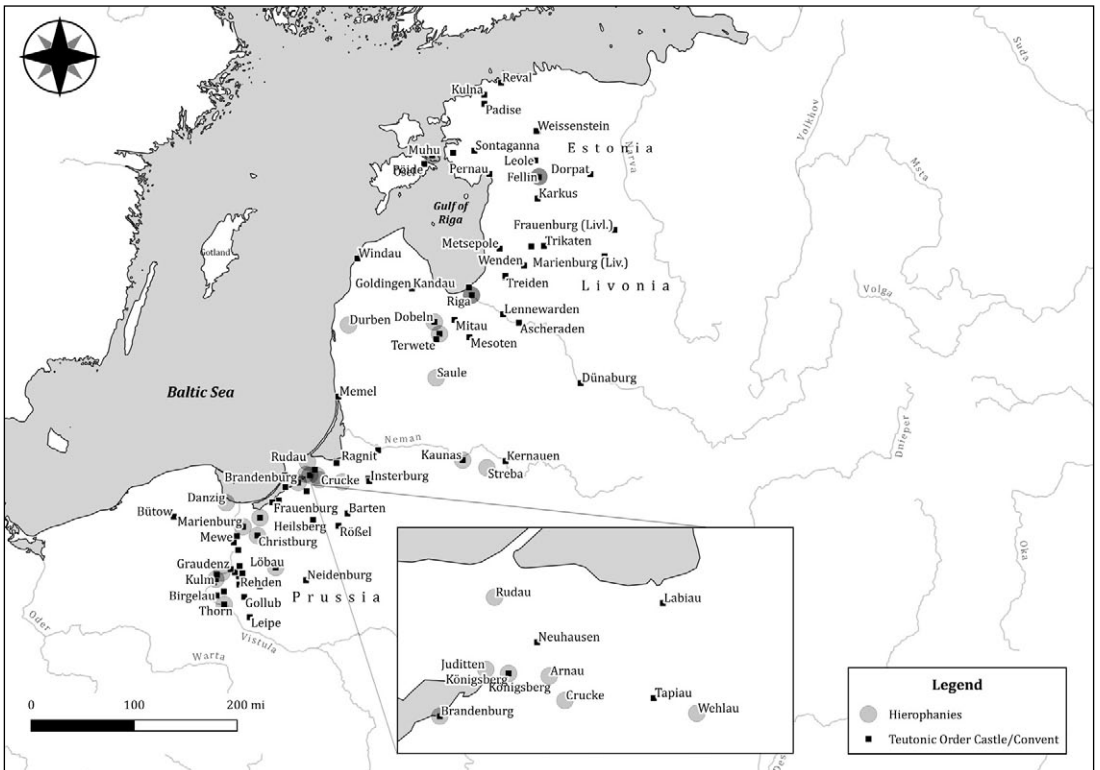 Suda
Reval
Kulna
Padise
Volkhov
Weissenstein
Narva
Msta
Sontaganna
Estonia
Muhu
Leole
Pernau
Dorpat
Fellin
Karkus
Gulf of
Riga
Gotland
Frauenburg (Livl.)
Metsepole
Trikaten
Windau
Wenden
Marienburg (Liv.)
Treiden
Livonia
Goldingen
Kandau
Volga
Riga
Lennewarden
Durben
Dobeln
Mitau
Ascheraden
Terwete
Mesoten
Saule
Dünaburg
Baltic Sea
Memel
Dnieper
Neman
Rudau
Ragnit
Kaunas
Kernauen
Streba
Brandenburg
Crucke
Insterburg
Danzig
Bütow
Marienburg
Frauenburg
Barten
Heilsberg
Rößel
Mewe
Christburg
Graudenz
Löbau
Kulm
Rehden
Neidenburg
Birgelau
Gollub
Prussia
Thorn
Leipe
Oder
Vistula
Warta
Oka
0
100
200 mi
Rudau
Labiau
Neuhausen
Juditten
Königsberg
Königsberg
Arnau
Crucke
Tapiau
Wehlau
Brandenburg
Legend
Hierophanies
Teutonic Order Castle/Convent